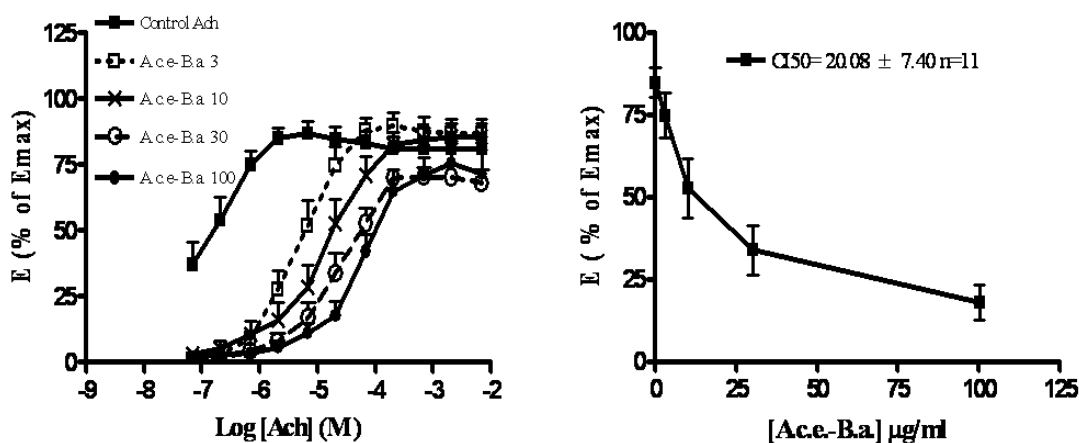 125
100
75
50
25
0
E (% of Emax)
Control Ach
Ace-Ba 3
Ace-Ba 10
Ace-Ba 30
Ace-Ba 100
-9 -8 -7 -6 -5 -4 -3 -2
Log [Ach] (M)
100
75
50
25
0
E ( % of Emax)
CI50= 20.08 ± 7.40 n=11
0 25 50 75 100 125
[A.c.e.-B.a.] µg/ml